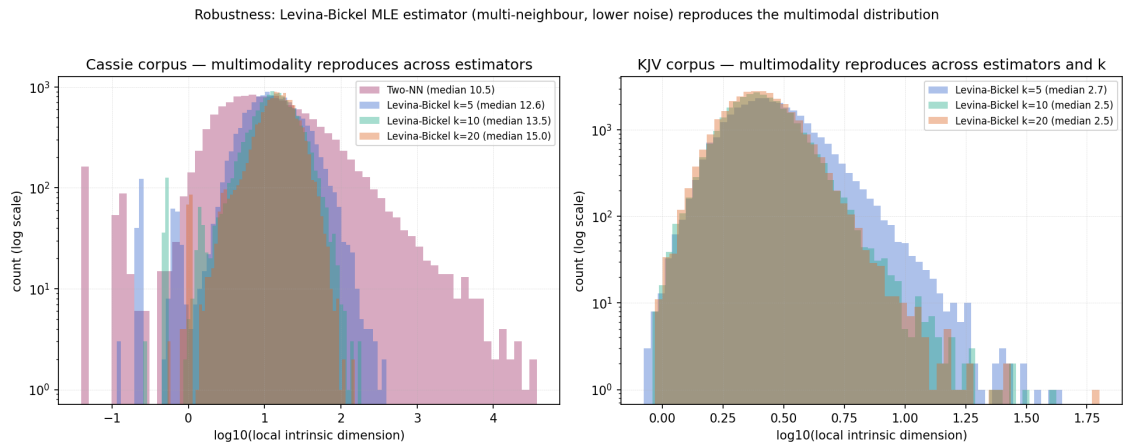 Robustness: Levina-Bickel MLE estimator (multi-neighbour, lower noise) reproduces the multimodal distribution
Cassie corpus — multimodality reproduces across estimators
Two-NN (median 10.5)
Levina-Bickel k=5 (median 12.6)
Levina-Bickel k=10 (median 13.5)
Levina-Bickel k=20 (median 15.0)
count (log scale)
10³
10²
10¹
10⁰
−1 0 1 2 3 4
log10(local intrinsic dimension)
KJV corpus — multimodality reproduces across estimators and k
Levina-Bickel k=5 (median 2.7)
Levina-Bickel k=10 (median 2.5)
Levina-Bickel k=20 (median 2.5)
count (log scale)
10³
10²
10¹
10⁰
0.00 0.25 0.50 0.75 1.00 1.25 1.50 1.75
log10(local intrinsic dimension)